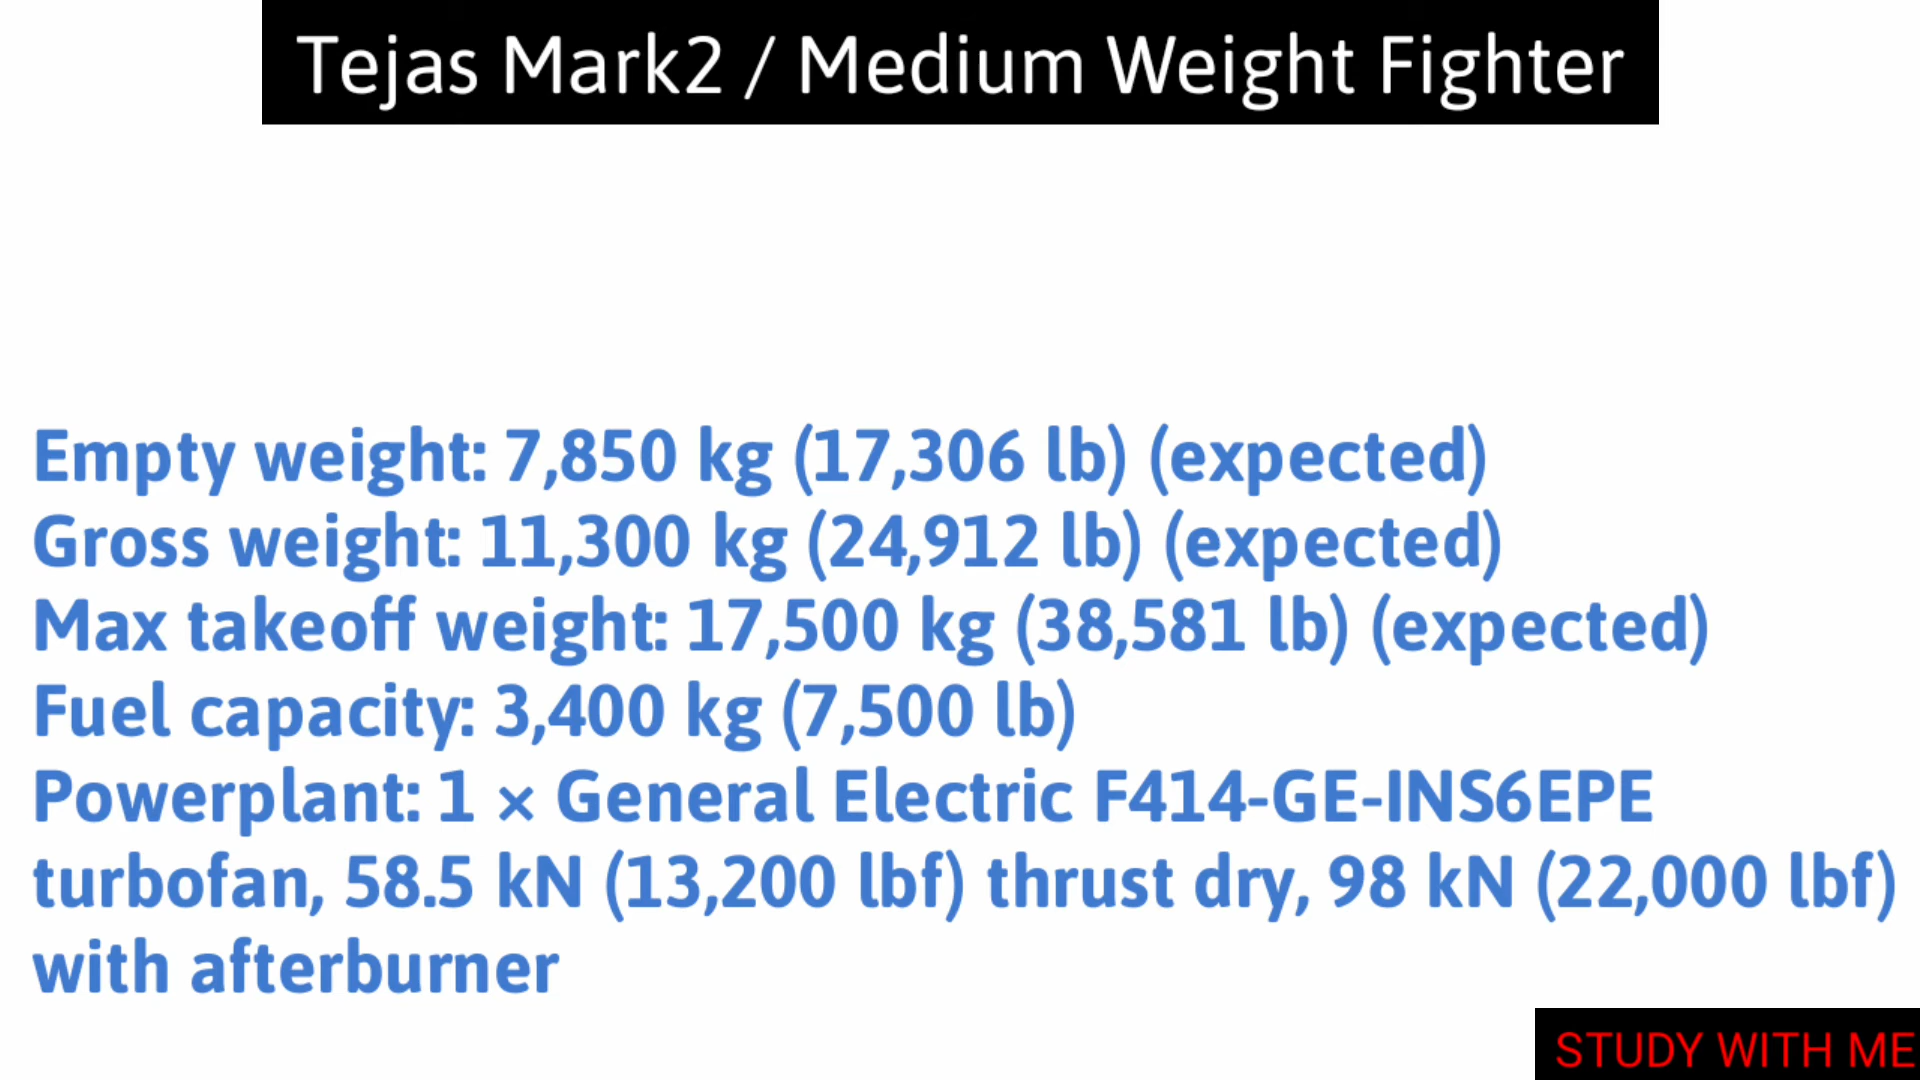 Tejas Mark2 / Medium Weight Fighter
Empty weight: 7,850 kg (17,306 lb) (expected)
Gross weight: 11,300 kg (24,912 lb) (expected)
Max takeoff weight: 17,500 kg (38,581 lb) (expected)
Fuel capacity: 3,400 kg (7,500 lb)
Powerplant: 1 × General Electric F414-GE-INS6EPE
turbofan, 58.5 kN (13,200 lbf) thrust dry, 98 kN (22,000 lbf)
with afterburner
STUDY WITH ME